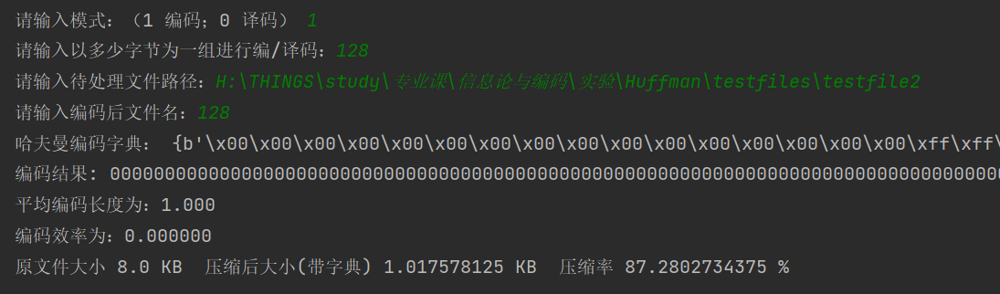 请输入模式：（1 编码；0 译码） 1
请输入以多少字节为一组进行编/译码：128
请输入待处理文件路径：H:\THINGS\study\专业课\信息论与编码\实验\Huffman\testfiles\testfile2
请输入编码后文件名：128
哈夫曼编码字典： {b'\x00\x00\x00\x00\x00\x00\x00\x00\x00\x00\x00\x00\x00\x00\x00\x00\xff\xff\
编码结果: 0000000000000000000000000000000000000000000000000000000000000000000000000000000000
平均编码长度为：1.000
编码效率为：0.000000
原文件大小 8.0 KB  压缩后大小(带字典) 1.017578125 KB  压缩率 87.2802734375 %